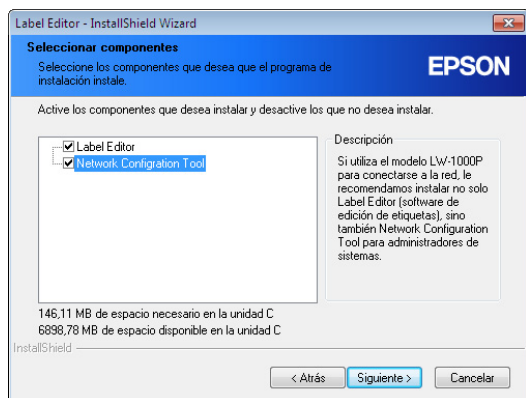 Label Editor - InstallShield Wizard
Seleccionar componentes
Seleccione los componentes que desea que el programa de
instalación instale.
EPSON
Active los componentes que desea instalar y desactive los que no desea instalar.
Label Editor
Network Configration Tool
Descripción
Si utiliza el modelo LW-1000P
para conectarse a la red, le
recomendamos instalar no solo
Label Editor (software de
edición de etiquetas), sino
también Network Configuration
Tool para administradores de
sistemas.
146,11 MB de espacio necesario en la unidad C
6898,78 MB de espacio disponible en la unidad C
InstallShield
< Atrás
Siguiente >
Cancelar